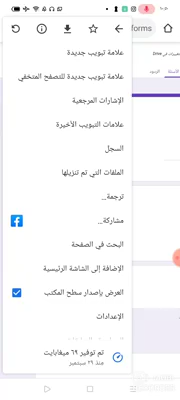 forms
علامة تبويب جديدة
علامة تبويب جديدة للتصفح المتخفي
الإشارات المرجعية
علامات التبويب الأخيرة
السجل
الملفات التي تم تنزيلها
ترجمة...
مشاركة...
البحث في الصفحة
الإضافة إلى الشاشة الرئيسية
العرض بإصدار سطح المكتب
الإعدادات
تم توفير ٦٩ ميغابايت
منذ ٢٩ سبتمبر